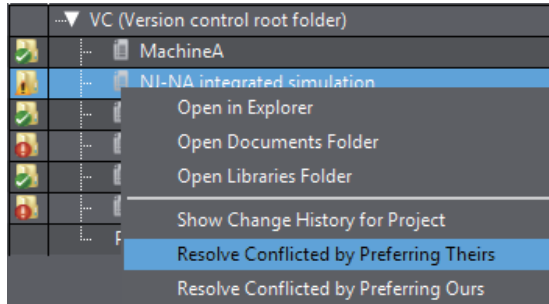 VC (Version control root folder)
MachineA
NJ-NA integrated simulation
Open in Explorer
Open Documents Folder
Open Libraries Folder
Show Change History for Project
Resolve Conflicted by Preferring Theirs
Resolve Conflicted by Preferring Ours